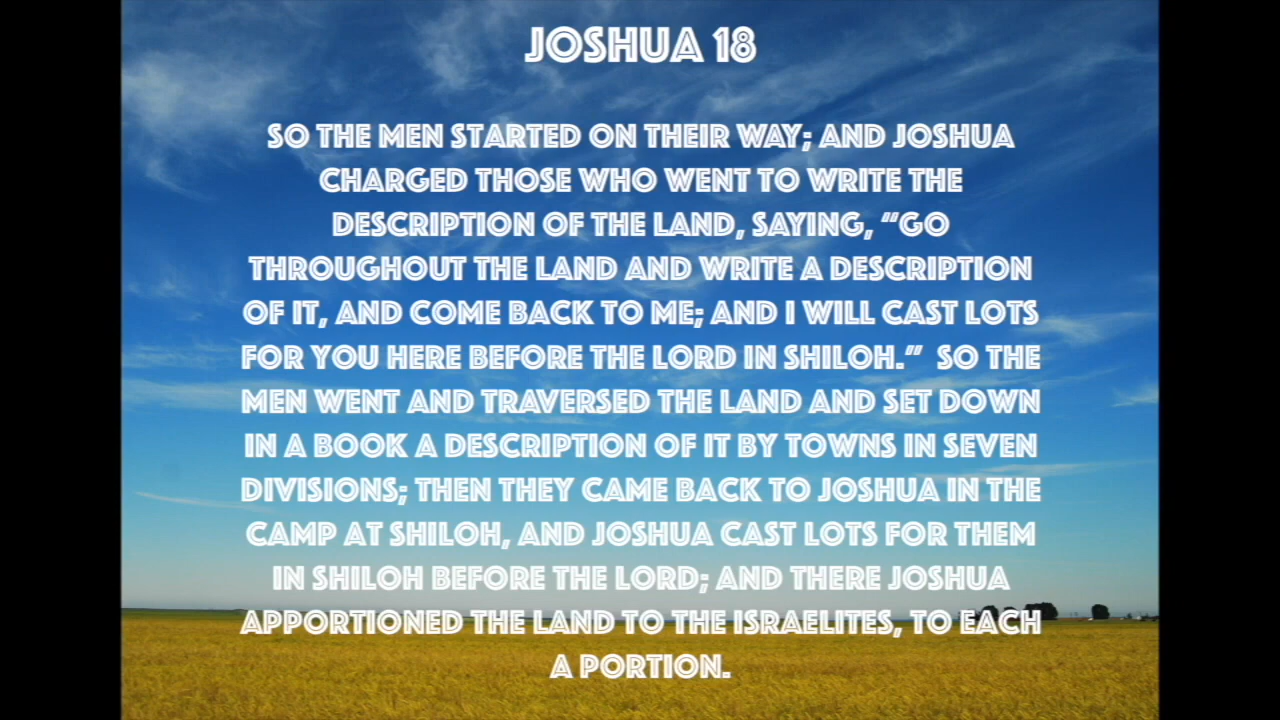 JOSHUA 18
SO THE MEN STARTED ON THEIR WAY; AND JOSHUA
CHARGED THOSE WHO WENT TO WRITE THE
DESCRIPTION OF THE LAND, SAYING, “GO
THROUGHOUT THE LAND AND WRITE A DESCRIPTION
OF IT, AND COME BACK TO ME; AND I WILL CAST LOTS
FOR YOU HERE BEFORE THE LORD IN SHILOH.”  SO THE
MEN WENT AND TRAVERSED THE LAND AND SET DOWN
IN A BOOK A DESCRIPTION OF IT BY TOWNS IN SEVEN
DIVISIONS; THEN THEY CAME BACK TO JOSHUA IN THE
CAMP AT SHILOH, AND JOSHUA CAST LOTS FOR THEM
IN SHILOH BEFORE THE LORD; AND THERE JOSHUA
APPORTIONED THE LAND TO THE ISRAELITES, TO EACH
A PORTION.